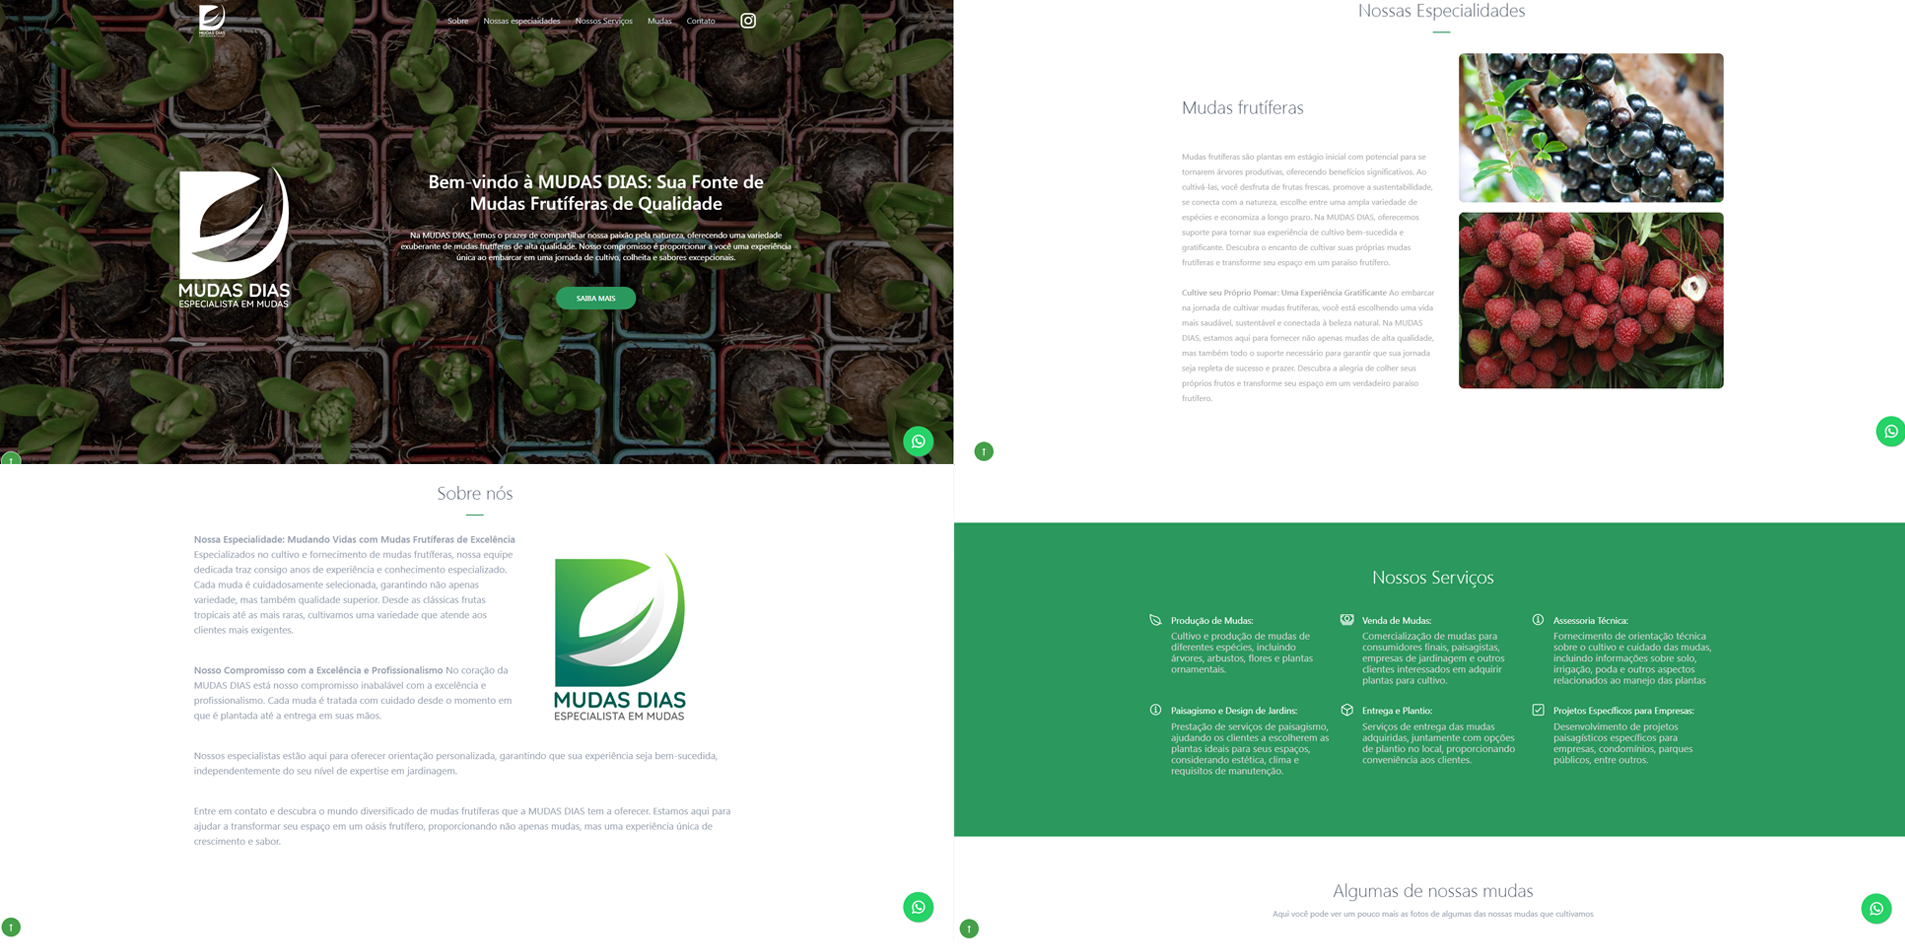 MUDAS DIAS
Sobre
Nossas especiaidades
Nossos Serviços
Mudas
Contato
MUDAS DIAS
ESPECIALISTA EM MUDAS
Bem-vindo à MUDAS DIAS: Sua Fonte de
Mudas Frutíferas de Qualidade
Na MUDAS DIAS, temos o prazer de compartilhar nossa paixão pela natureza, oferecendo uma variedade
exuberante de mudas frutíferas de alta qualidade. Nosso compromisso é proporcionar a você uma experiência
única ao embarcar em uma jornada de cultivo, colheita e sabores excepcionais.
SAIBA MAIS
Sobre nós
Nossa Especialidade: Mudando Vidas com Mudas Frutíferas de Excelência
Especializados no cultivo e fornecimento de mudas frutíferas, nossa equipe
dedicada traz consigo anos de experiência e conhecimento especializado.
Cada muda é cuidadosamente selecionada, garantindo não apenas
variedade, mas também qualidade superior. Desde as clássicas frutas
tropicais até as mais raras, cultivamos uma variedade que atende aos
clientes mais exigentes.
Nosso Compromisso com a Excelência e Profissionalismo No coração da
MUDAS DIAS está nosso compromisso inabalável com a excelência e
profissionalismo. Cada muda é tratada com cuidado desde o momento em
que é plantada até a entrega em suas mãos.
MUDAS DIAS
ESPECIALISTA EM MUDAS
Nossos especialistas estão aqui para oferecer orientação personalizada, garantindo que sua experiência seja bem-sucedida,
independentemente do seu nível de expertise em jardinagem.
Entre em contato e descubra o mundo diversificado de mudas frutíferas que a MUDAS DIAS tem a oferecer. Estamos aqui para
ajudar a transformar seu espaço em um oásis frutífero, proporcionando não apenas mudas, mas uma experiência única de
crescimento e sabor.
Nossas Especialidades
Mudas frutíferas
Mudas frutíferas são plantas em estágio inicial com potencial para se
tornarem árvores produtivas, oferecendo benefícios significativos. Ao
cultivá-las, você desfruta de frutas frescas, promove a sustentabilidade,
se conecta com a natureza, escolhe entre uma ampla variedade de
espécies e economiza a longo prazo. Na MUDAS DIAS, oferecemos
suporte para tornar sua experiência de cultivo bem-sucedida e
gratificante. Descubra o encanto de cultivar suas próprias mudas
frutíferas e transforme seu espaço em um paraíso frutífero.
Cultive seu Próprio Pomar: Uma Experiência Gratificante Ao embarcar
na jornada de cultivar mudas frutíferas, você está escolhendo uma vida
mais saudável, sustentável e conectada à beleza natural. Na MUDAS
DIAS, estamos aqui para fornecer não apenas mudas de alta qualidade,
mas também todo o suporte necessário para garantir que sua jornada
seja repleta de sucesso e prazer. Descubra a alegria de colher seus
próprios frutos e transforme seu espaço em um verdadeiro paraíso
frutífero.
Nossos Serviços
Produção de Mudas:
Cultivo e produção de mudas de
diferentes espécies, incluindo
árvores, arbustos, flores e plantas
ornamentais.
Venda de Mudas:
Comercialização de mudas para
consumidores finais, paisagistas,
empresas de jardinagem e outros
clientes interessados em adquirir
plantas para cultivo.
Assessoria Técnica:
Fornecimento de orientação técnica
sobre o cultivo e cuidado das mudas,
incluindo informações sobre solo,
irrigação, poda e outros aspectos
relacionados ao manejo das plantas
Paisagismo e Design de Jardins:
Prestação de serviços de paisagismo,
ajudando os clientes a escolherem as
plantas ideais para seus espaços,
considerando estética, clima e
requisitos de manutenção.
Entrega e Plantio:
Serviços de entrega das mudas
adquiridas, juntamente com opções
de plantio no local, proporcionando
conveniência aos clientes.
Projetos Específicos para Empresas:
Desenvolvimento de projetos
paisagísticos específicos para
empresas, condomínios, parques
públicos, entre outros.
Algumas de nossas mudas
Aqui você pode ver um pouco mais as fotos de algumas das nossas mudas que cultivamos